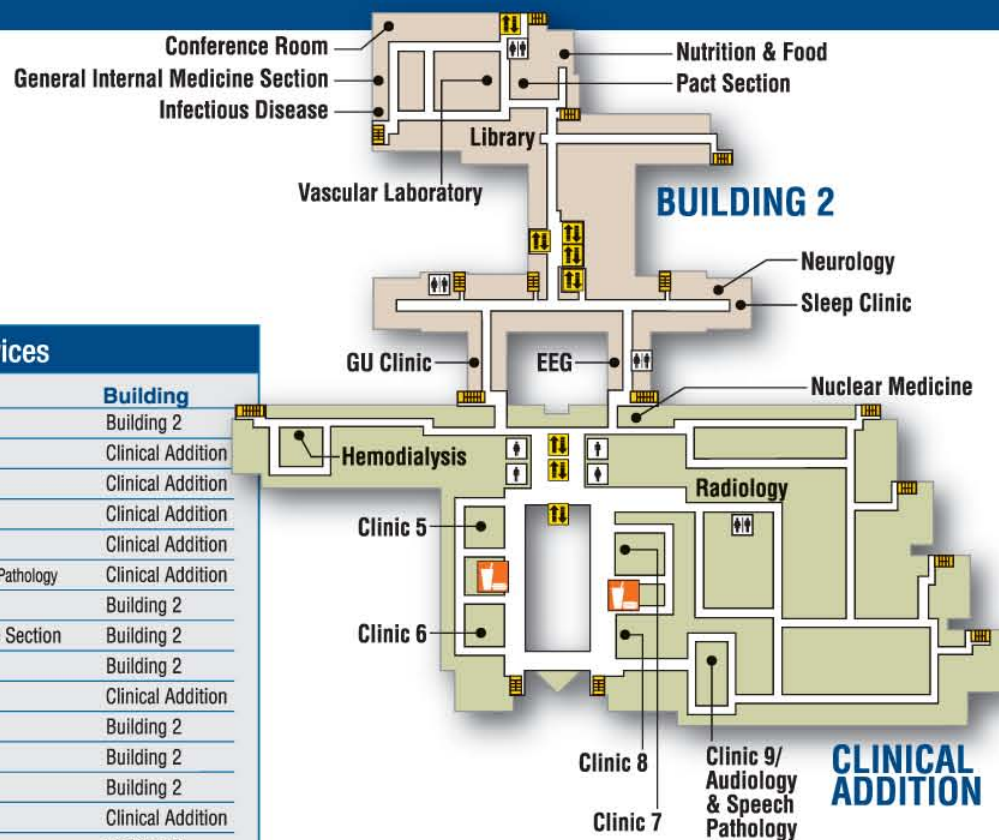 Conference Room
General Internal Medicine Section
Infectious Disease
Nutrition & Food
Pact Section
Library
Vascular Laboratory
BUILDING 2
Neurology
Sleep Clinic
GU Clinic
EEG
Nuclear Medicine
Hemodialysis
Radiology
Clinic 5
Clinic 6
Clinic 8
Clinic 7
Clinic 9/
Audiology
& Speech
Pathology
CLINICAL
ADDITION
Building
Building 2
Clinical Addition
Clinical Addition
Clinical Addition
Clinical Addition
Pathology Clinical Addition
Building 2
Section Building 2
Building 2
Clinical Addition
Building 2
Building 2
Building 2
Clinical Addition